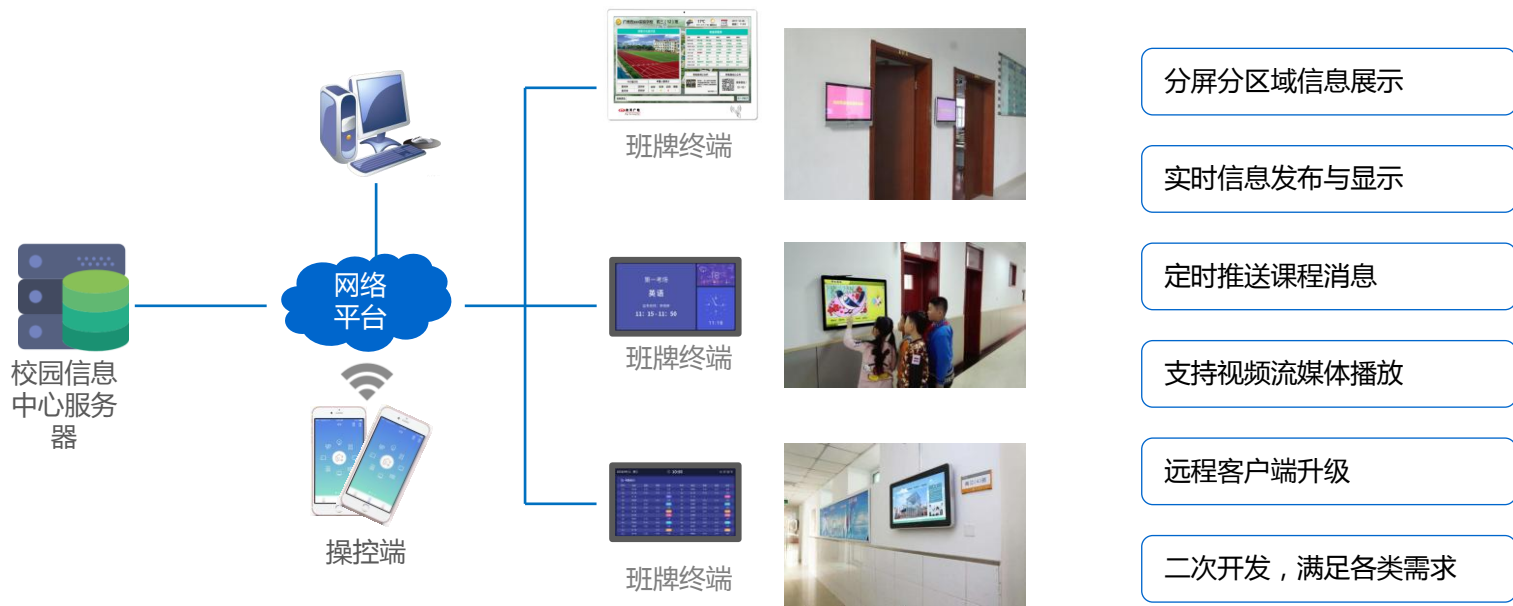 网络
平台
校园信息
中心服务
器
操控端
班牌终端
第一考场
英语
11:15-11:50
11:19
班牌终端
班牌终端
分屏分区域信息展示
实时信息发布与显示
定时推送课程消息
支持视频流媒体播放
远程客户端升级
二次开发，满足各类需求